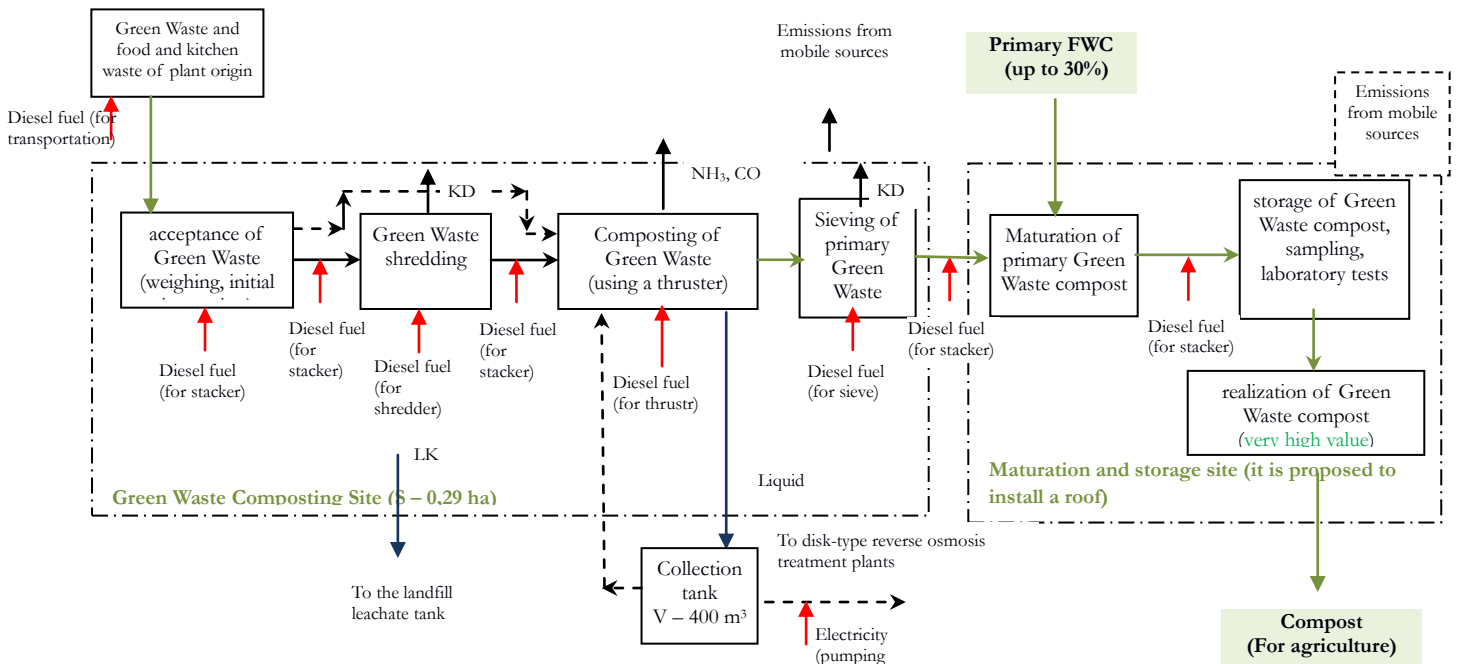 Green Waste and
food and kitchen
waste of plant origin
Diesel fuel (for
transportation)
Emissions from
mobile sources
Primary FWC
(up to 30%)
Emissions
from mobile
sources
KD
NH₃, CO
KD
acceptance of
Green Waste
(weighing, initial
Green Waste
shredding
Composting of
Green Waste
(using a thruster)
Sieving of
primary
Green
Waste
Maturation of
primary Green
Waste compost
storage of Green
Waste compost,
sampling,
laboratory tests
Diesel fuel
(for stacker)
Diesel fuel
(for
stacker)
Diesel fuel
(for
shredder)
Diesel fuel
(for
stacker)
Diesel fuel
(for thrustr)
Diesel fuel
(for sieve)
Diesel fuel
(for stacker)
Diesel fuel
(for stacker)
realization of Green
Waste compost
(very high value)
LK
Liquid
Green Waste Composting Site (S – 0,29 ha)
Maturation and storage site (it is proposed to
install a roof)
To the landfill
leachate tank
Collection
tank
V – 400 m³
To disk-type reverse osmosis
treatment plants
Electricity
(pumping
Compost
(For agriculture)